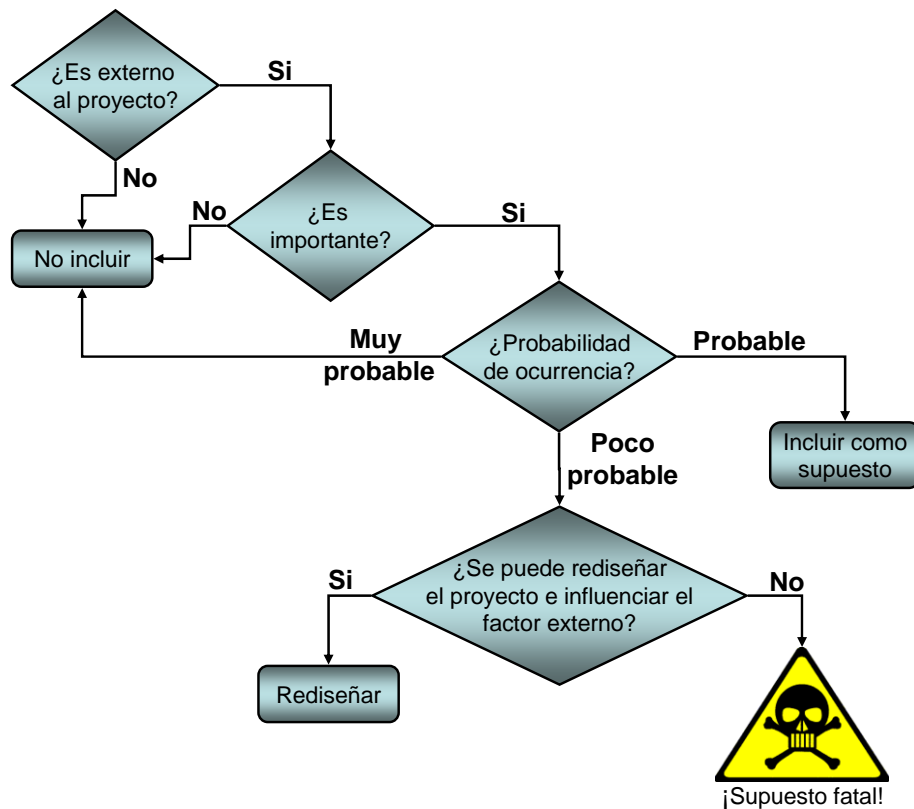 ¿Es externo
al proyecto?
Si
No
¿Es
importante?
No
Si
No incluir
¿Probabilidad
de ocurrencia?
Muy
probable
Probable
Incluir como
supuesto
Poco
probable
¿Se puede rediseñar
el proyecto e influenciar el
factor externo?
Si
No
Rediseñar
¡Supuesto fatal!